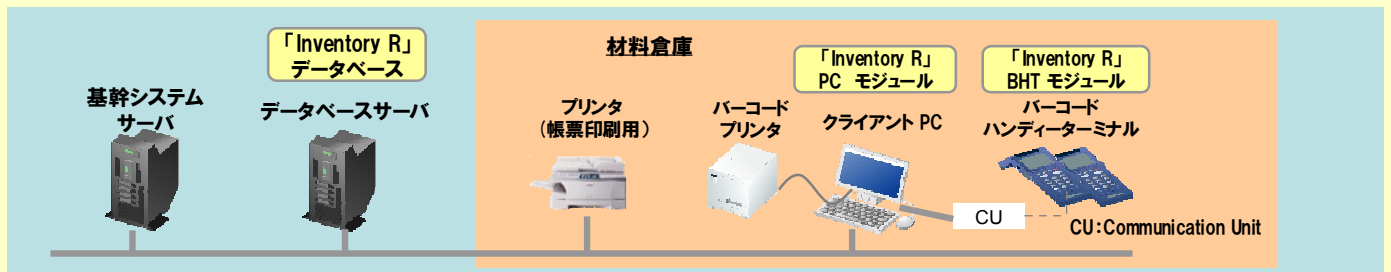 「Inventory R」
データベース
基幹システム
サーバ
データベースサーバ
材料倉庫
プリンタ
（帳票印刷用）
バーコード
プリンタ
「Inventory R」
PC モジュール
クライアント PC
「Inventory R」
BHT モジュール
バーコード
ハンディーターミナル
CU
CU：Communication Unit